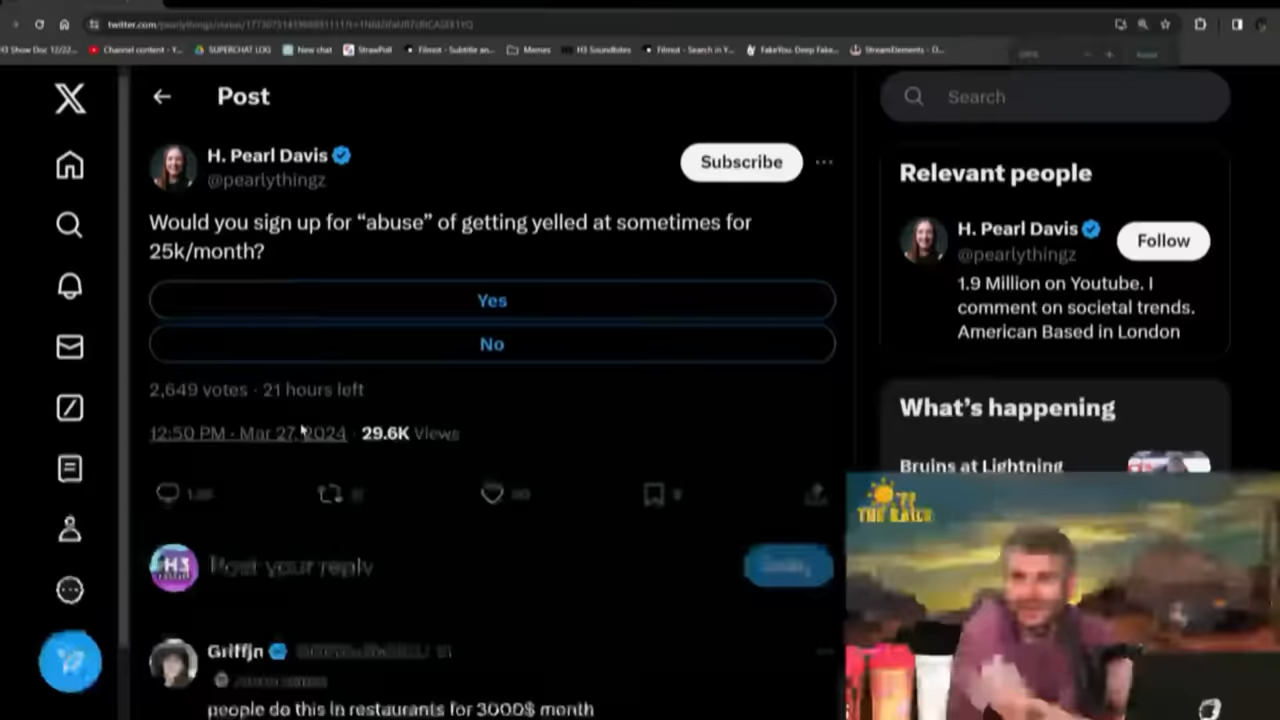 twitter.com/pearlythingz/status/
H3 Show Doc 12/22...
Channel content - Y...
SUPERCHAT LOG
New chat
StrawPoll
Filmot - Subtitle an...
Memes
H3 Soundbites
Filmot - Search in Y...
FakeYou. Deep Fake...
StreamElements - D...
Post
Search
H. Pearl Davis
@pearlythingz
Subscribe
Would you sign up for “abuse” of getting yelled at sometimes for
25k/month?
Yes
No
2,649 votes · 21 hours left
12:50 PM · Mar 27, 2024 · 29.6K Views
Relevant people
H. Pearl Davis
@pearlythingz
Follow
1.9 Million on Youtube. I
comment on societal trends.
American Based in London
What’s happening
Bruins at Lightning
H3
Post your reply
Griffjn
people do this in restaurants for 3000$ month